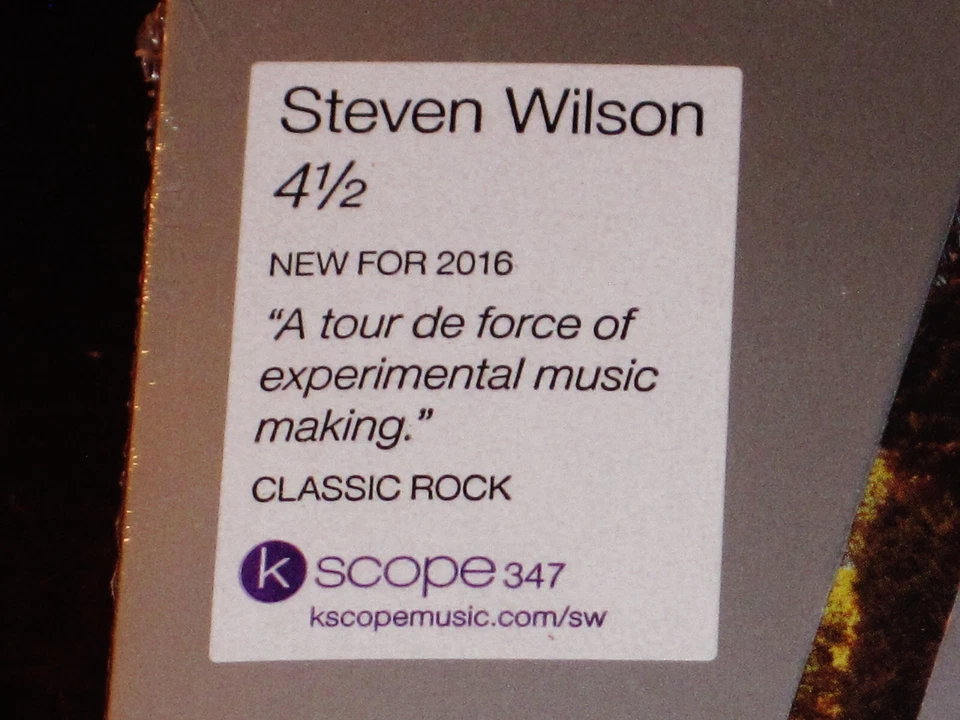 Steven Wilson
4½
NEW FOR 2016
“A tour de force of
experimental music
making.”
CLASSIC ROCK
kscope 347
kscopemusic.com/sw